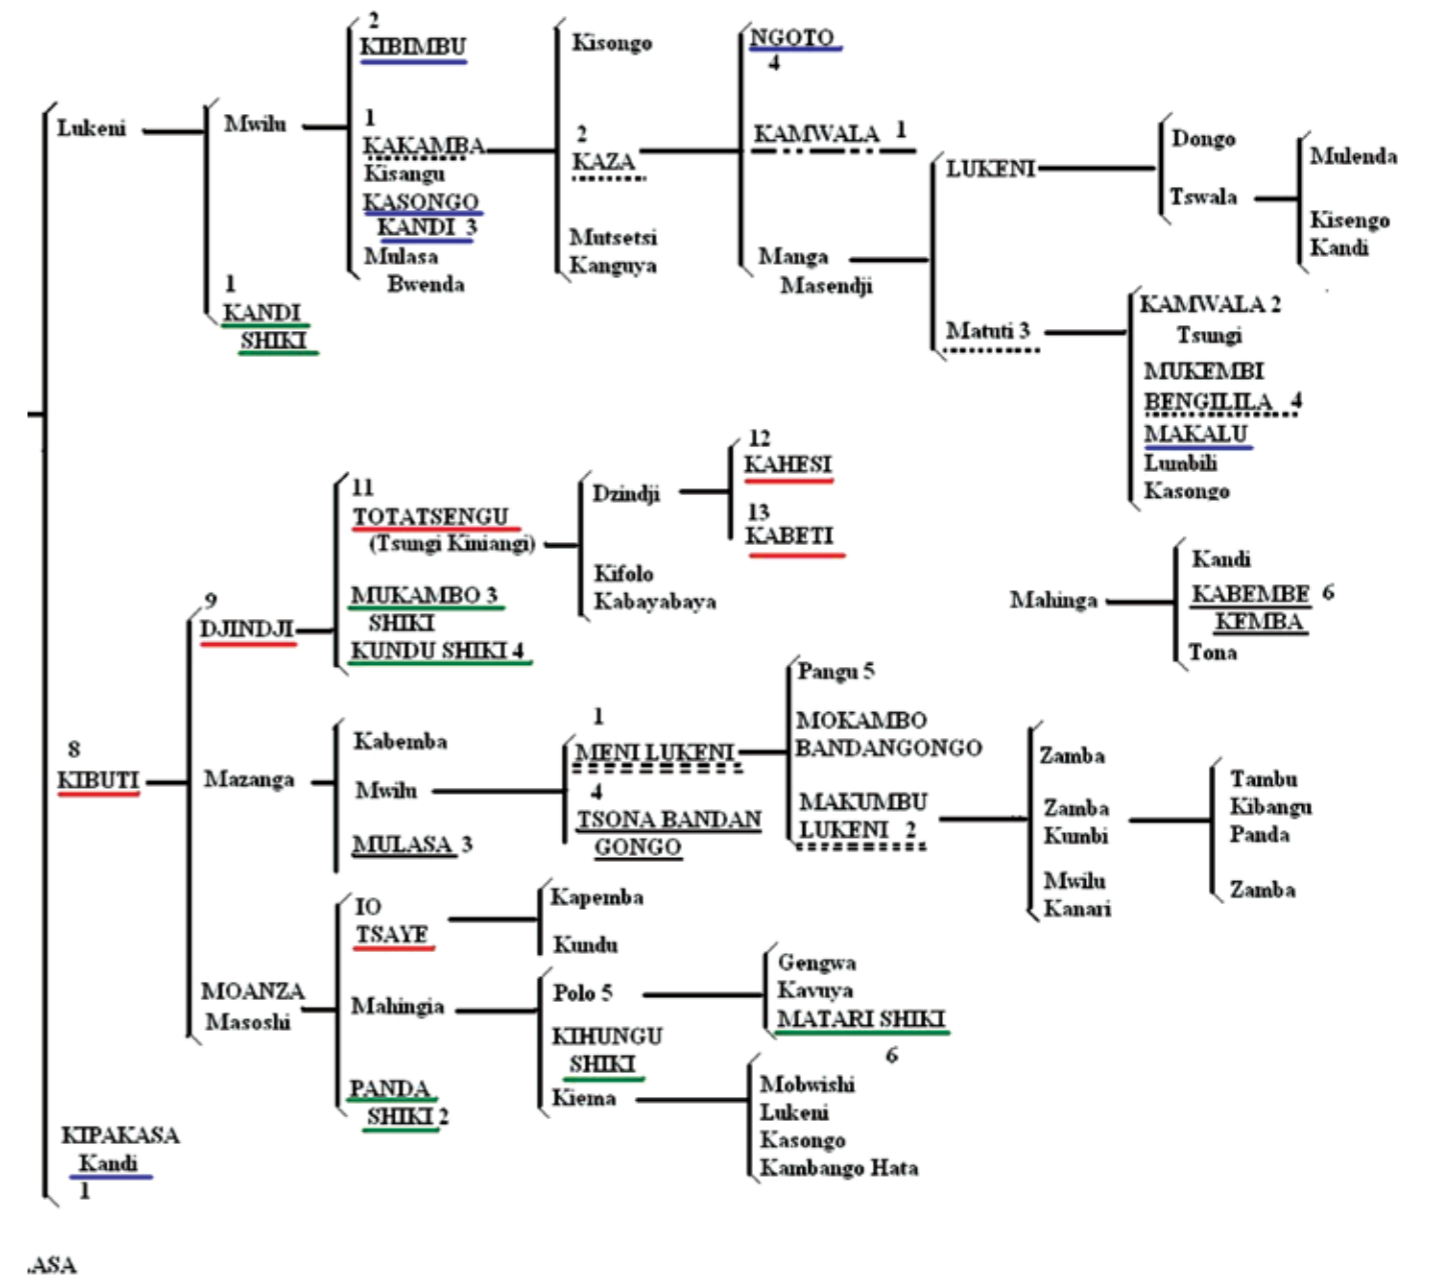 2
KIBIMBU
Kisongo
NGOTO
4
Lukeni
Mwilu
1
KAKAMBA
Kisangu
KASONGO
KANDI 3
Mulasa
Bwenda
2
KAZA
Mutsetsi
Kanguya
KAMWALA 1
Manga
Masendji
LUKENI
Dongo
Tswala
Mulenda
Kisengo
Kandi
1
KANDI
SHIKI
Matuti 3
KAMWALA 2
Tsungi
MUKEMBI
BENGILILA 4
MAKALU
Lumbili
Kasongo
11
TOTATSENGU
(Tsungi Kiniangi)
MUKAMBO 3
SHIKI
KUNDU SHIKI 4
Dzindji
Kifolo
Kabayabaya
12
KAHESI
13
KABETI
Mahinga
Kandi
KABEMBE 6
KEMBA
Tona
9
DJINDJI
8
KIBUTI
Mazanga
Kabemba
Mwilu
MULASA 3
1
MENI LUKENI
4
TSONA BANDAN
GONGO
Pangu 5
MOKAMBO
BANDANGONGO
MAKUMBU
LUKENI 2
Zamba
Zamba
Kumbi
Mwilu
Kanari
Tambu
Kibangu
Panda
Zamba
MOANZA
Masoshi
IO
TSAYE
Mahingia
PANDA
SHIKI 2
Kapemba
Kundu
Polo 5
KIHUNGU
SHIKI
Kiema
Gengwa
Kavuya
MATARI SHIKI
6
Mobwishi
Lukeni
Kasongo
Kambango Hata
KIPAKASA
Kandi
1
.ASA